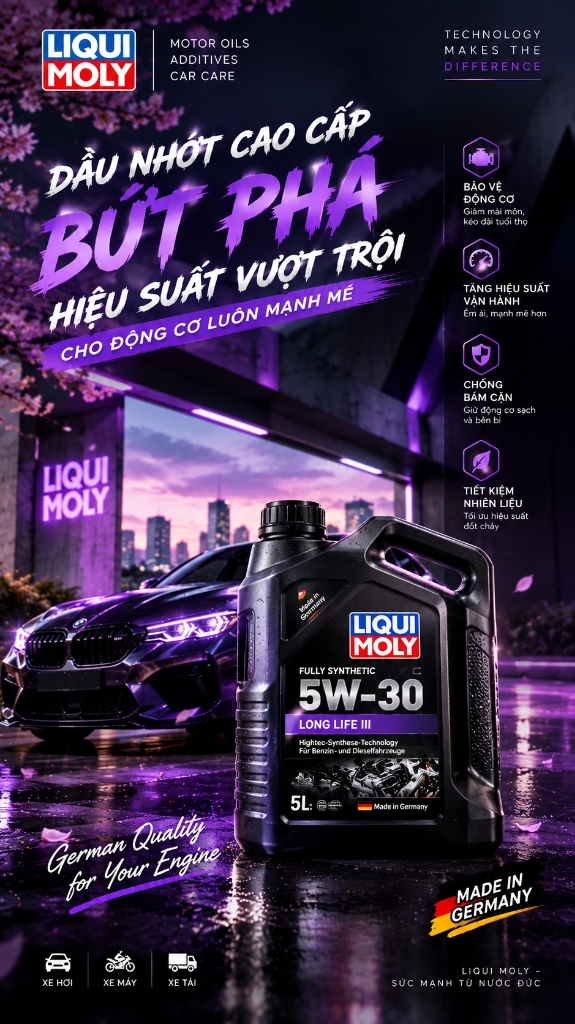 LIQUI
MOLY
MOTOR OILS
ADDITIVES
CAR CARE
TECHNOLOGY
MAKES THE
DIFFERENCE
DẦU NHỚT CAO CẤP
BỨT PHÁ
HIỆU SUẤT VƯỢT TRỘI
CHO ĐỘNG CƠ LUÔN MẠNH MẼ
BẢO VỆ
ĐỘNG CƠ
Giảm mài mòn,
kéo dài tuổi thọ
TĂNG HIỆU SUẤT
VẬN HÀNH
Êm ái, mạnh mẽ hơn
CHỐNG
BÁM CẶN
Giữ động cơ sạch
và bền bỉ
TIẾT KIỆM
NHIÊN LIỆU
Tối ưu hiệu suất
đốt cháy
LIQUI
MOLY
Made in
Germany
LIQUI
MOLY
FULLY SYNTHETIC
5W-30
LONG LIFE III
Hightec-Synthese-Technology
Für Benzin- und Dieselfahrzeuge
5L:
Made in Germany
German Quality
for Your Engine
MADE IN
GERMANY
XE HƠI
XE MÁY
XE TẢI
LIQUI MOLY –
SỨC MẠNH TỪ NƯỚC ĐỨC